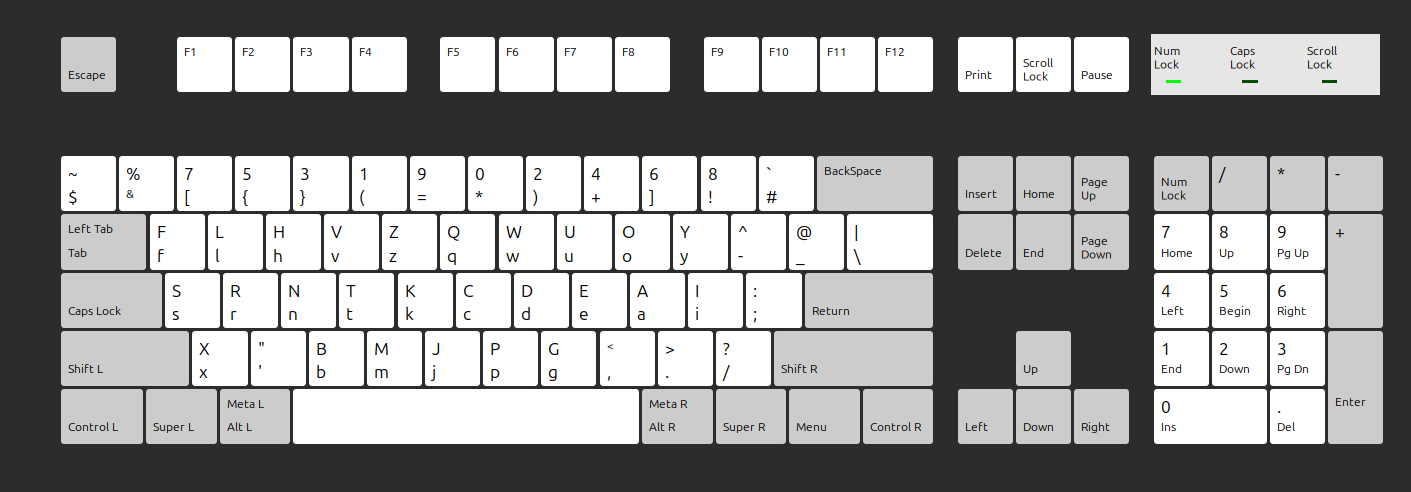 Escape F1 F2 F3 F4 F5 F6 F7 F8 F9 F10 F11 F12 Print Scroll Lock Pause Num Lock Caps Lock Scroll Lock
~ % 7 5 3 1 9 0 2 4 6 8 ` BackSpace
$ & [ { } ( = * ) + ] ! #
Insert Home Page Up Num Lock / * -
Left Tab F L H V Z Q W U O Y ^ @ |
Tab f l h v z q w u o y - _ \
Delete End Page Down
7 8 9 +
Home Up Pg Up
S R N T K C D E A I :
Caps Lock s r n t k c d e a i ; Return
4 5 6
Left Begin Right
X " B M J P G < > ?
Shift L x ' b m j p g , . / Shift R
Up
1 2 3
End Down Pg Dn
Enter
Meta L Meta R
Control L Super L Alt L Alt R Super R Menu Control R
Left Down Right
0 .
Ins Del